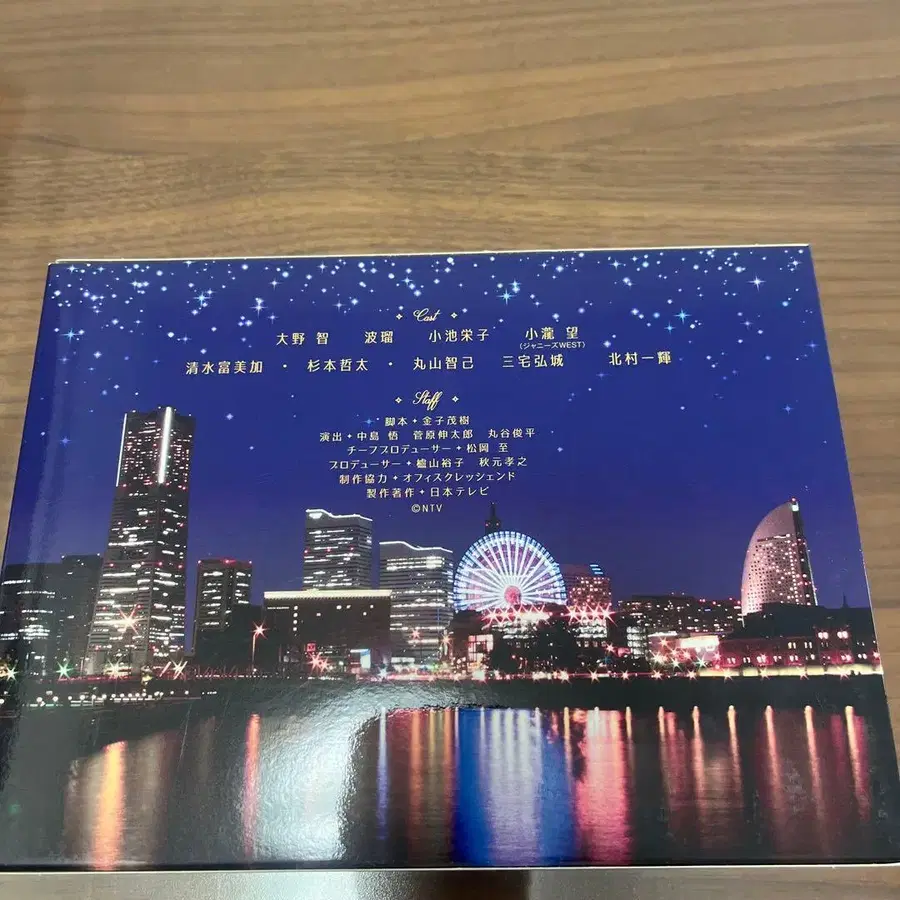 Cast
大野 智 波瑠 小池栄子 小瀧 望
(ジャニーズWEST)
清水富美加 ・ 杉本哲太 ・ 丸山智己 三宅弘城 北村一輝
Staff
脚本✦金子茂樹
演出✦中島 悟 菅原伸太郎 丸谷俊平
チーフプロデューサー✦松岡 至
プロデューサー✦櫨山裕子 秋元孝之
制作協力✦オフィスクレッシェンド
製作著作✦日本テレビ
©NTV